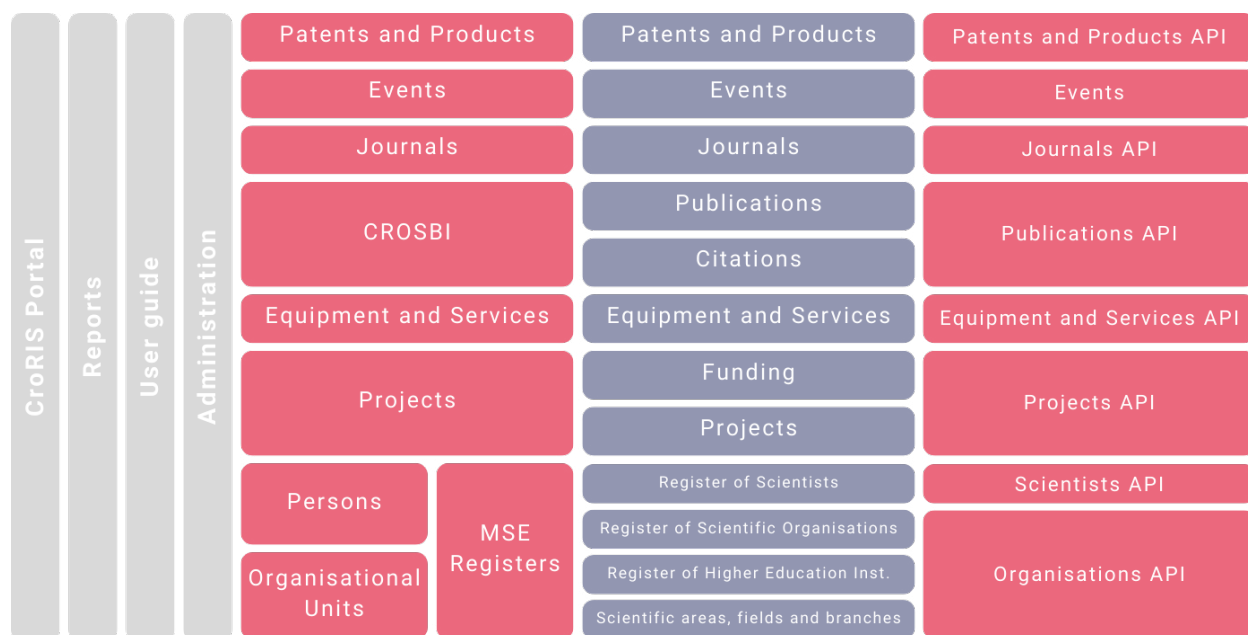 CroRIS Portal
Reports
User guide
Administration
Patents and Products
Events
Journals
CROSBI
Equipment and Services
Projects
Persons
Organisational
Units
MSE
Registers
Patents and Products
Events
Journals
Publications
Citations
Equipment and Services
Funding
Projects
Register of Scientists
Register of Scientific Organisations
Register of Higher Education Inst.
Scientific areas, fields and branches
Patents and Products API
Events
Journals API
Publications API
Equipment and Services API
Projects API
Scientists API
Organisations API